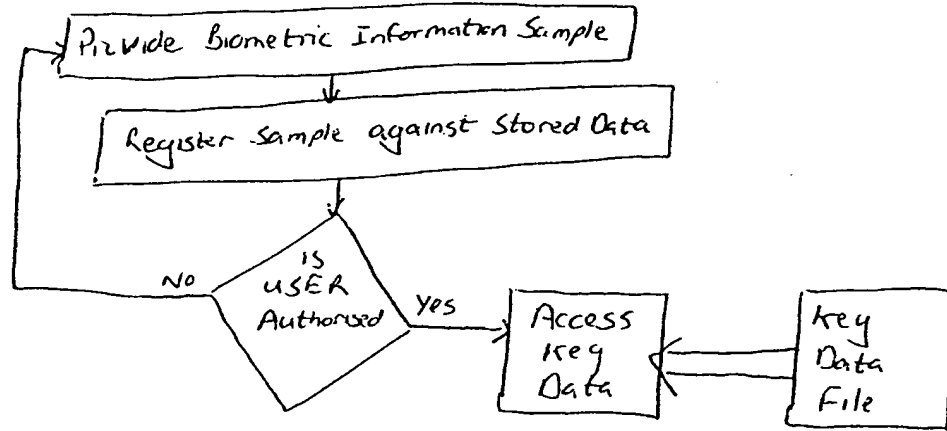 Provide Biometric Information Sample
Register Sample against Stored Data
Is
USER
Authorised
No
Yes
Access
Key
Data
Key
Data
File